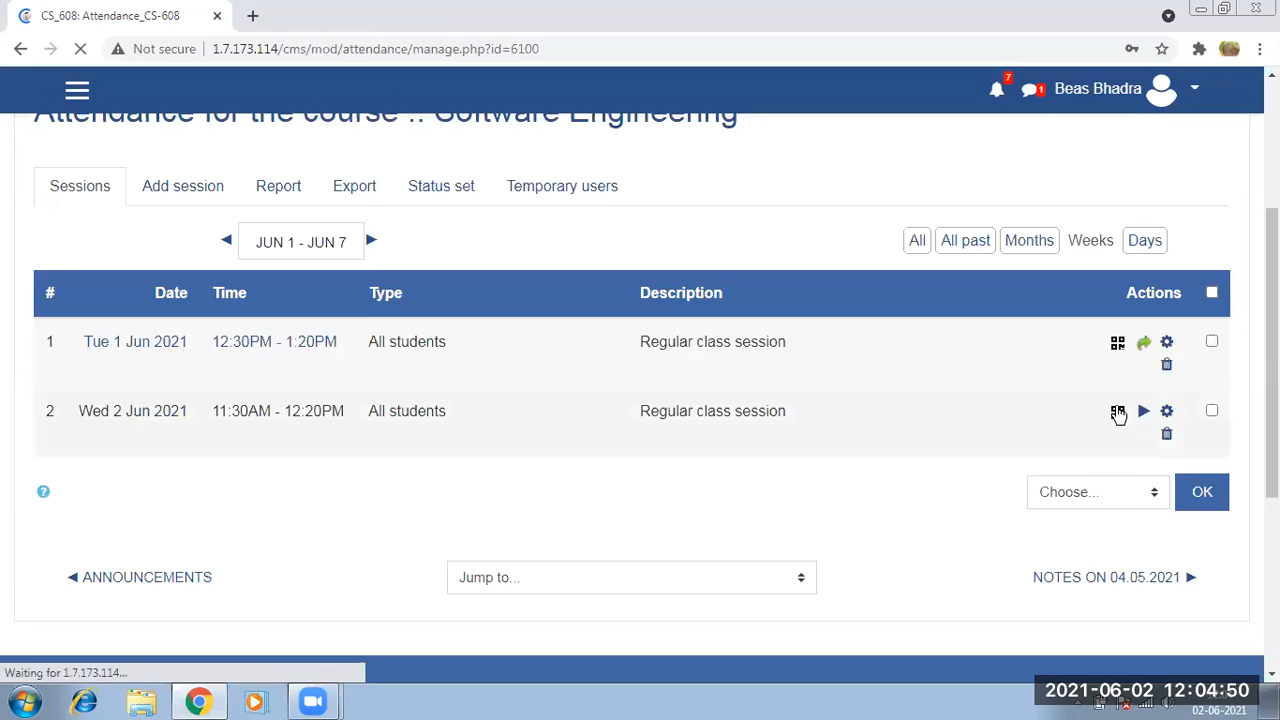 CS_608: Attendance_CS-608
Not secure 1.7.173.114/cms/mod/attendance/manage.php?id=6100
7 1 Beas Bhadra
Attendance for the course :: Software Engineering
Sessions Add session Report Export Status set Temporary users
JUN 1 - JUN 7 All All past Months Weeks Days
# Date Time Type Description Actions
1 Tue 1 Jun 2021 12:30PM - 1:20PM All students Regular class session
2 Wed 2 Jun 2021 11:30AM - 12:20PM All students Regular class session
? Choose... OK
◀ ANNOUNCEMENTS Jump to... NOTES ON 04.05.2021 ▶
Waiting for 1.7.173.114...
2021-06-02 12:04:50
02-06-2021